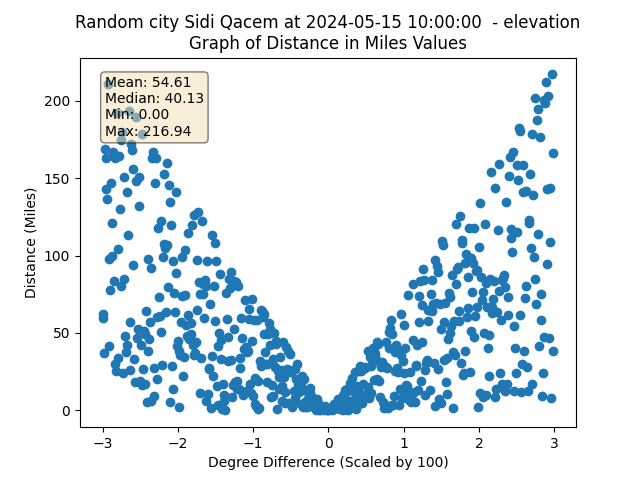 Random city Sidi Qacem at 2024-05-15 10:00:00  - elevation
Graph of Distance in Miles Values
Mean: 54.61
Median: 40.13
Min: 0.00
Max: 216.94
Distance (Miles)
200
150
100
50
0
−3 −2 −1 0 1 2 3
Degree Difference (Scaled by 100)